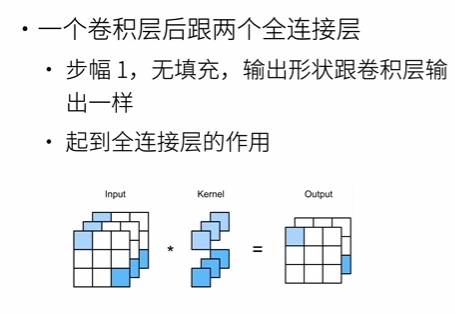 • 一个卷积层后跟两个全连接层
• 步幅 1，无填充，输出形状跟卷积层输
出一样
• 起到全连接层的作用
Input Kernel Output
* =